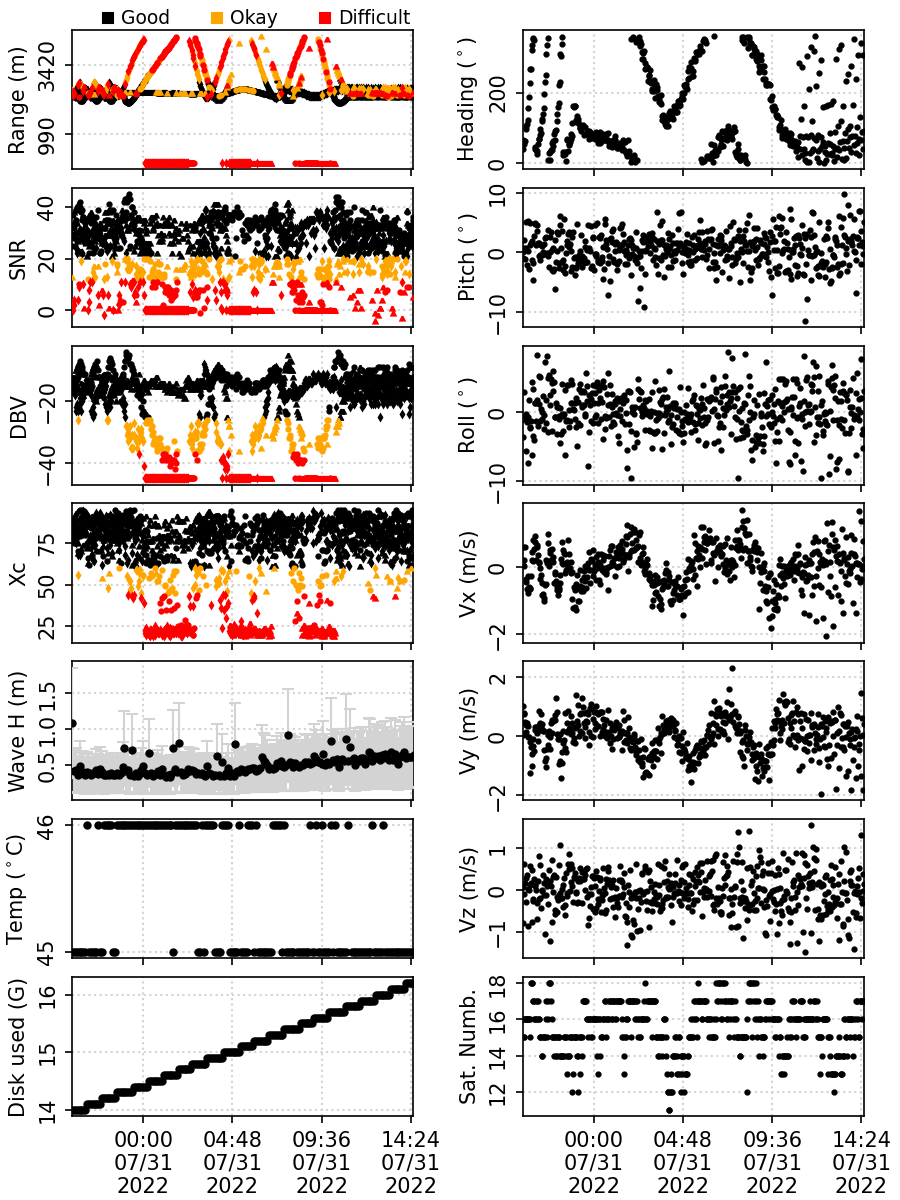 Good Okay Difficult
Range (m)
3420
990
Heading (°)
200
0
SNR
40
20
0
Pitch (°)
10
0
−10
DBV
−20
−40
Roll (°)
0
−10
Xc
75
50
25
Vx (m/s)
0
−2
Wave H (m)
1.5
1.0
0.5
Vy (m/s)
2
0
−2
Temp (°C)
46
45
Vz (m/s)
1
0
−1
Disk used (G)
16
15
14
Sat. Numb.
18
16
14
12
00:00 04:48 09:36 14:24
07/31 07/31 07/31 07/31
2022 2022 2022 2022
00:00 04:48 09:36 14:24
07/31 07/31 07/31 07/31
2022 2022 2022 2022